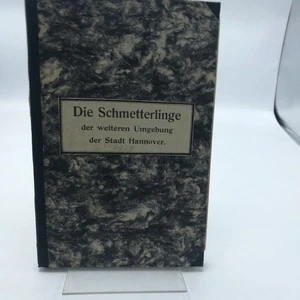 Die Schmetterlinge
der weiteren Umgebung
der Stadt Hannover.